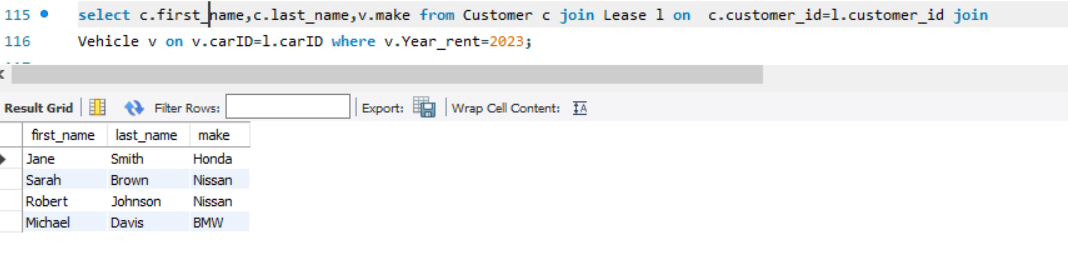 115 select c.first_name,c.last_name,v.make from Customer c join Lease l on  c.customer_id=l.customer_id join
116 Vehicle v on v.carID=l.carID where v.Year_rent=2023;
Result Grid Filter Rows: Export: Wrap Cell Content:
first_name last_name make
Jane Smith Honda
Sarah Brown Nissan
Robert Johnson Nissan
Michael Davis BMW